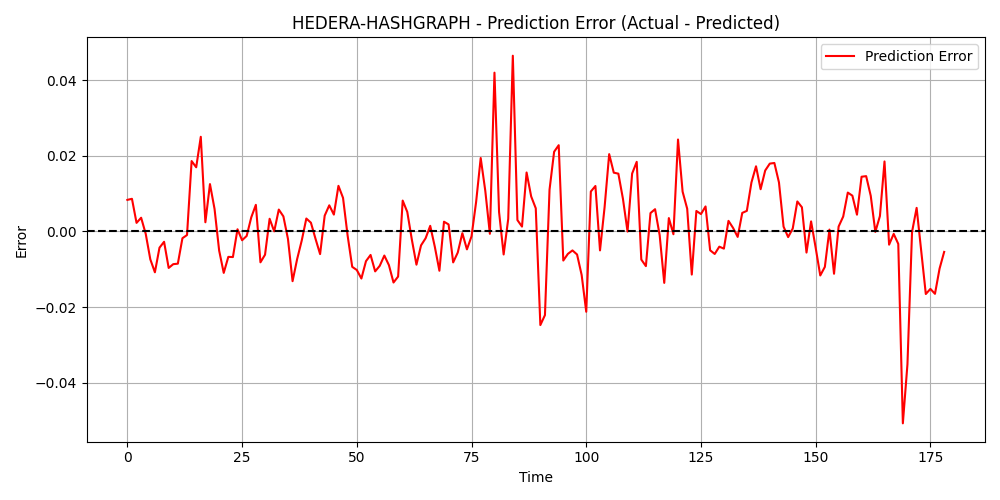 HEDERA-HASHGRAPH - Prediction Error (Actual - Predicted)
Prediction Error
Error
0.04
0.02
0.00
−0.02
−0.04
0 25 50 75 100 125 150 175
Time